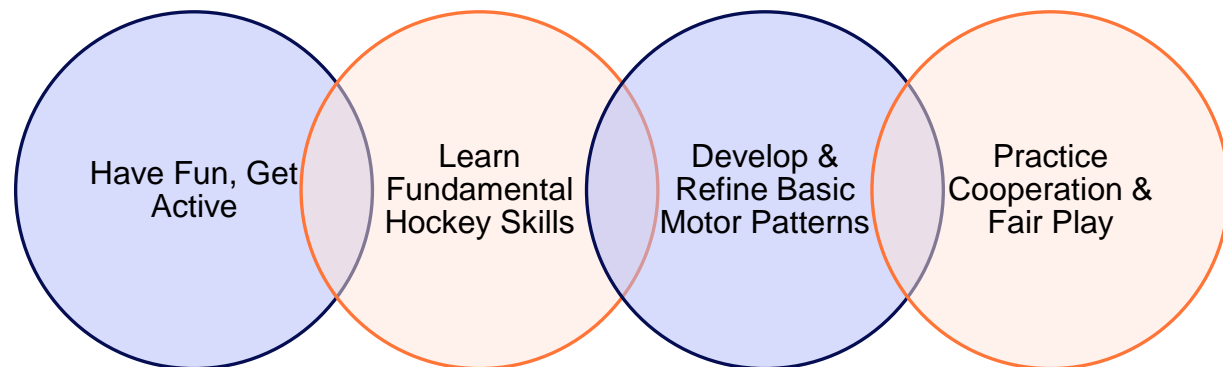 Have Fun, Get
Active
Learn
Fundamental
Hockey Skills
Develop &
Refine Basic
Motor Patterns
Practice
Cooperation &
Fair Play